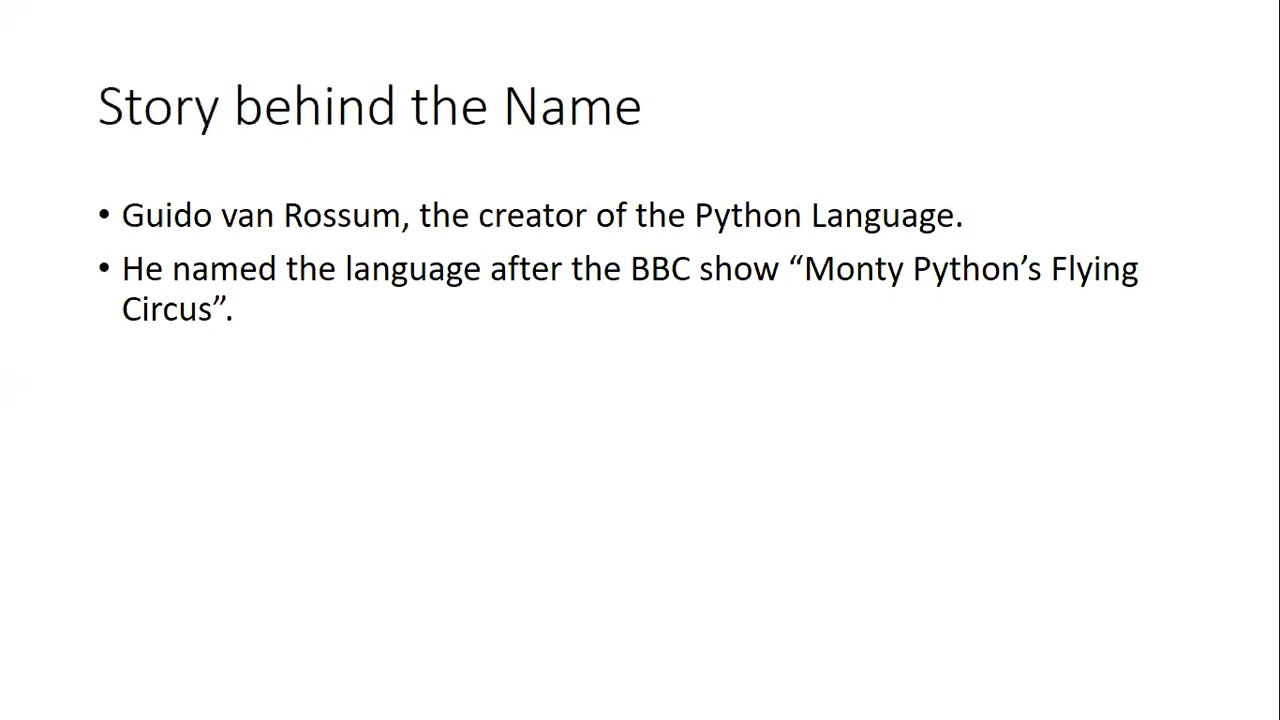 Story behind the Name
• Guido van Rossum, the creator of the Python Language.
• He named the language after the BBC show “Monty Python’s Flying
Circus”.